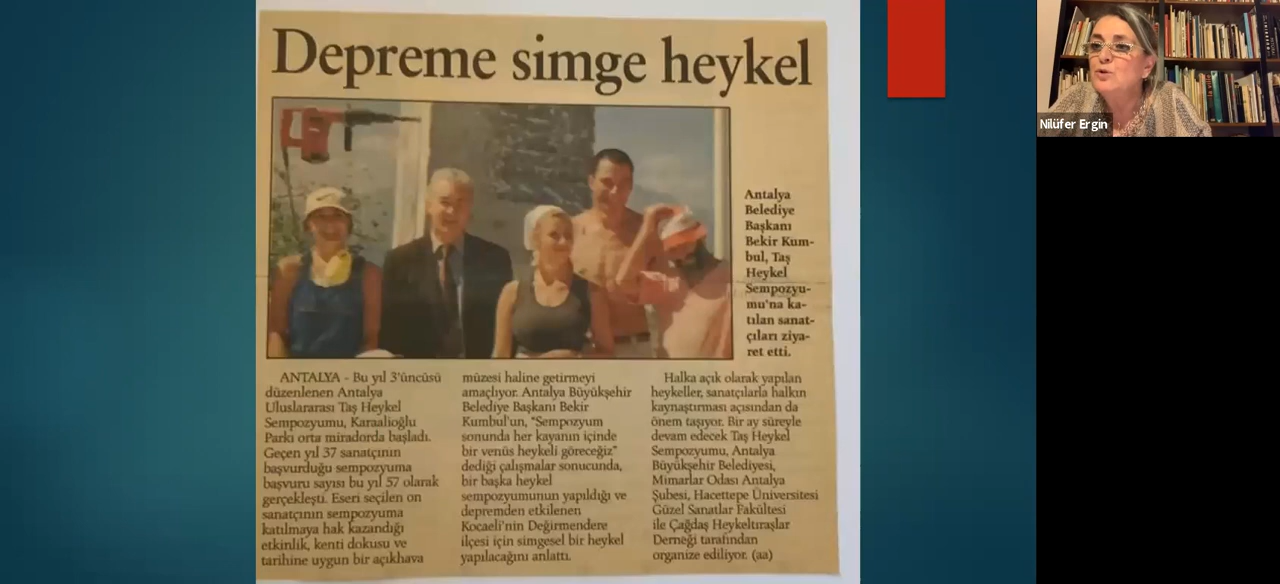 Depreme simge heykel
Antalya
Belediye
Başkanı
Bekir Kum-
bul, Taş
Heykel
Sempozyu-
mu'na ka-
tılan sanat-
çıları ziya-
ret etti.
ANTALYA - Bu yıl 3'üncüsü
düzenlenen Antalya
Uluslararası Taş Heykel
Sempozyumu, Karaalioğlu
Parkı orta miradorda başladı.
Geçen yıl 37 sanatçının
başvurduğu sempozyuma
başvuru sayısı bu yıl 57 olarak
gerçekleşti. Eseri seçilen on
sanatçının sempozyuma
katılmaya hak kazandığı
etkinlik, kenti dokusu ve
tarihine uygun bir açıkhava
müzesi haline getirmeyi
amaçlıyor. Antalya Büyükşehir
Belediye Başkanı Bekir
Kumbul'un, "Sempozyum
sonunda her kayanın içinde
bir venüs heykeli göreceğiz"
dediği çalışmalar sonucunda,
bir başka heykel
sempozyumunun yapıldığı ve
depremden etkilenen
Kocaeli'nin Değirmendere
ilçesi için simgesel bir heykel
yapılacağını anlattı.
Halka açık olarak yapılan
heykeller, sanatçılarla halkın
kaynaştırması açısından da
önem taşıyor. Bir ay süreyle
devam edecek Taş Heykel
Sempozyumu, Antalya
Büyükşehir Belediyesi,
Mimarlar Odası Antalya
Şubesi, Hacettepe Üniversitesi
Güzel Sanatlar Fakültesi
ile Çağdaş Heykeltıraşlar
Derneği tarafından
organize ediliyor. (aa)
Nilüfer Ergin